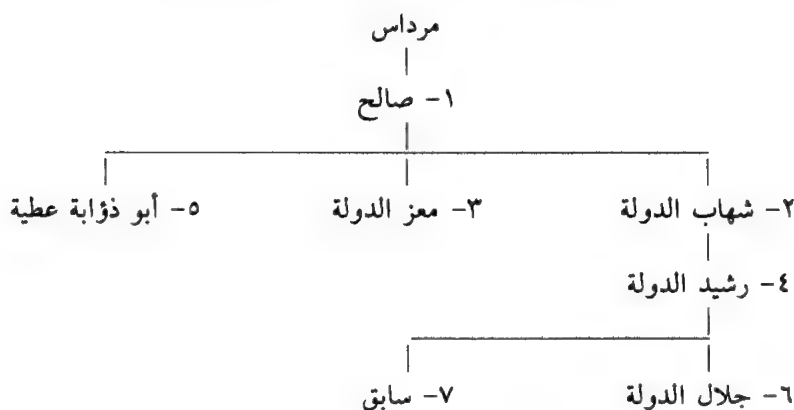 مرداس
١- صالح
٢- شهاب الدولة ٣- معز الدولة ٥- أبو ذؤابة عطية
٤- رشيد الدولة
٦- جلال الدولة ٧- سابق